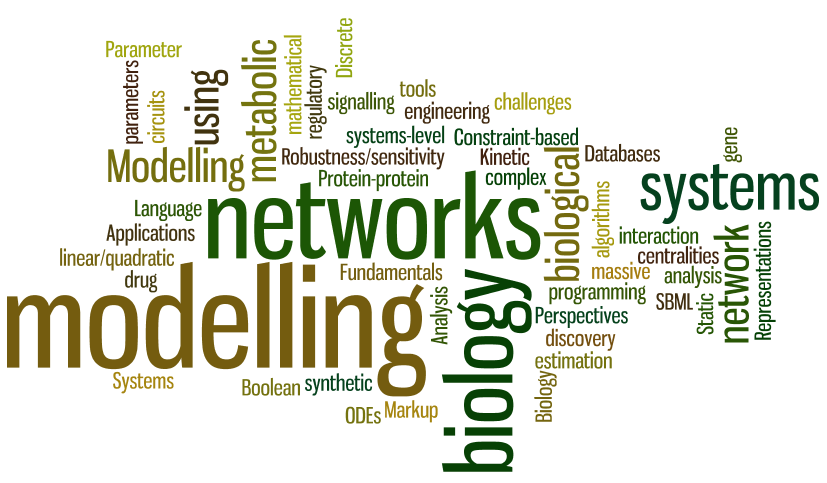 Parameter
parameters
circuits
using
metabolic
mathematical
regulatory
Discrete
signalling
tools
engineering
challenges
systems-level
Constraint-based
Modelling
Robustness/sensitivity
Kinetic
Databases
gene
Protein-protein
complex
biological
systems
Language
networks
algorithms
Applications
interaction
linear/quadratic
centralities
drug
Fundamentals
massive
analysis
network
Representations
modelling
Analysis
biology
programming
SBML
Static
Perspectives
discovery
estimation
Systems
Boolean
synthetic
Biology
ODEs
Markup